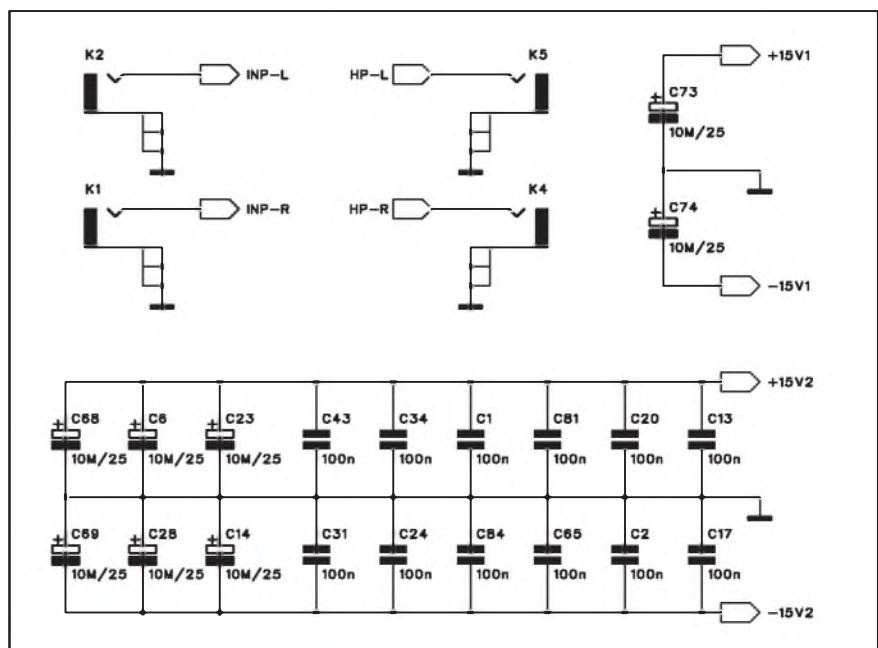 K2 K5
INP-L HP-L +15V1
C73
10M/25
K1 K4
INP-R HP-R C74
10M/25
-15V1
+15V2
C68 C6 C23 C43 C34 C1 C81 C20 C13
10M/25 10M/25 10M/25 100n 100n 100n 100n 100n 100n
C69 C28 C14 C31 C24 C84 C65 C2 C17
10M/25 10M/25 10M/25 100n 100n 100n 100n 100n 100n
-15V2